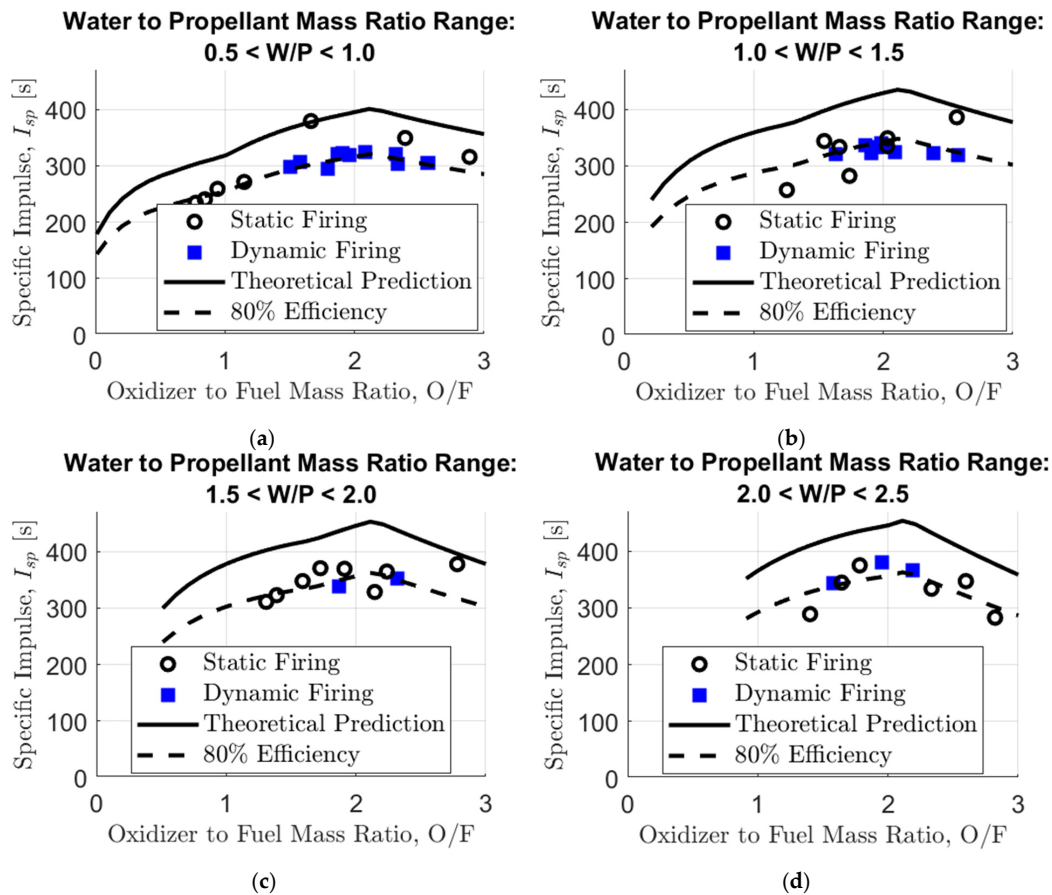 Water to Propellant Mass Ratio Range:
0.5 < W/P < 1.0
Specific Impulse, Isp [s]
400
300
200
100
0
Static Firing
Dynamic Firing
Theoretical Prediction
80% Efficiency
0 1 2 3
Oxidizer to Fuel Mass Ratio, O/F
(a)
Water to Propellant Mass Ratio Range:
1.0 < W/P < 1.5
Specific Impulse, Isp [s]
400
300
200
100
0
Static Firing
Dynamic Firing
Theoretical Prediction
80% Efficiency
0 1 2 3
Oxidizer to Fuel Mass Ratio, O/F
(b)
Water to Propellant Mass Ratio Range:
1.5 < W/P < 2.0
Specific Impulse, Isp [s]
400
300
200
100
0
Static Firing
Dynamic Firing
Theoretical Prediction
80% Efficiency
0 1 2 3
Oxidizer to Fuel Mass Ratio, O/F
(c)
Water to Propellant Mass Ratio Range:
2.0 < W/P < 2.5
Specific Impulse, Isp [s]
400
300
200
100
0
Static Firing
Dynamic Firing
Theoretical Prediction
80% Efficiency
0 1 2 3
Oxidizer to Fuel Mass Ratio, O/F
(d)